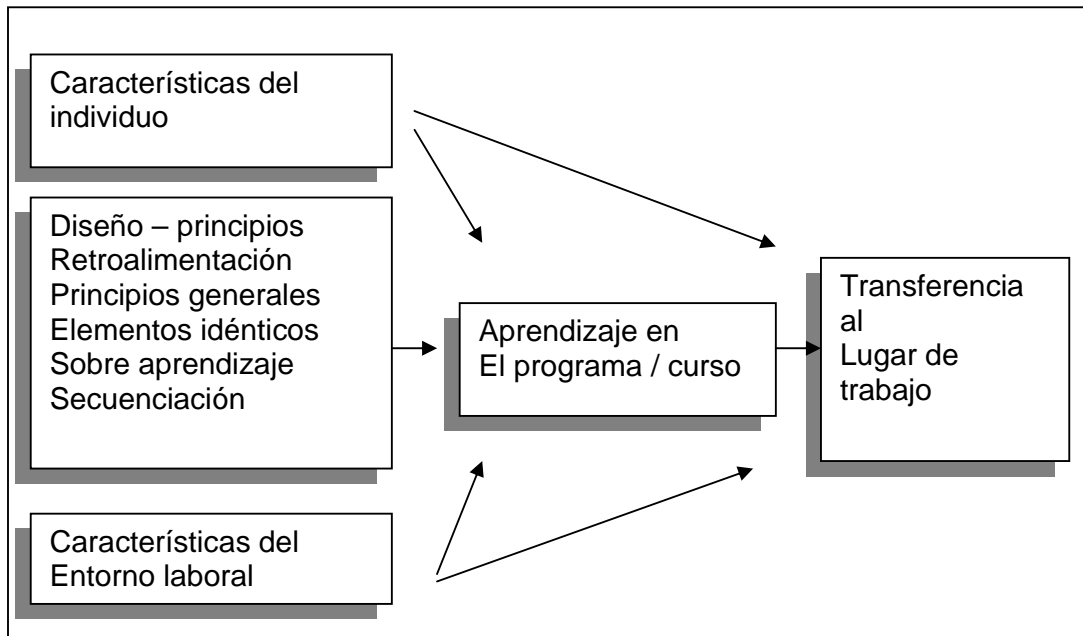 Características del
individuo
Diseño – principios
Retroalimentación
Principios generales
Elementos idénticos
Sobre aprendizaje
Secuenciación
Características del
Entorno laboral
Aprendizaje en
El programa / curso
Transferencia
al
Lugar de
trabajo